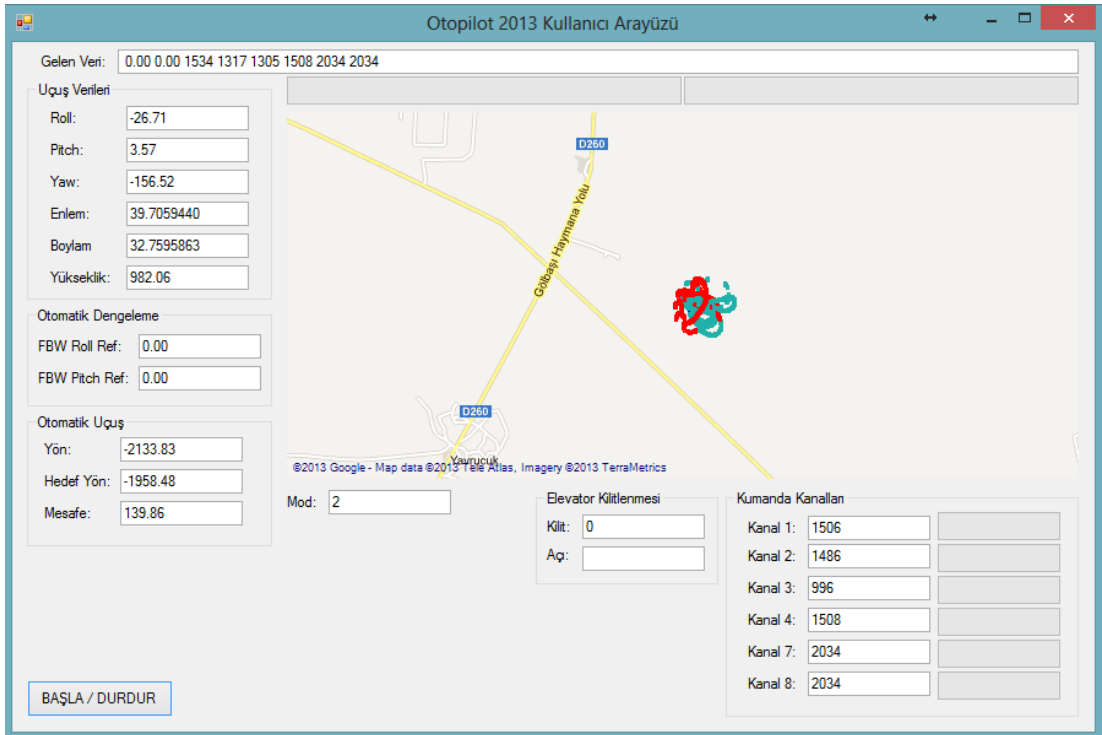 Otopilot 2013 Kullanıcı Arayüzü
Gelen Veri: 0.00 0.00 1534 1317 1305 1508 2034 2034
Uçuş Verileri
Roll: -26.71
Pitch: 3.57
Yaw: -156.52
Enlem: 39.7059440
Boylam 32.7595863
Yükseklik: 982.06
Otomatik Dengeleme
FBW Roll Ref: 0.00
FBW Pitch Ref: 0.00
Otomatik Uçuş
Yön: -2133.83
Hedef Yön: -1958.48
Mesafe: 139.86
BAŞLA / DURDUR
D260
Gölbaşı Haymana Yolu
D260
Yavrucuk
©2013 Google - Map data ©2013 Tele Atlas, Imagery ©2013 TerraMetrics
Mod: 2
Elevator Kilitlenmesi
Kilit: 0
Açı:
Kumanda Kanalları
Kanal 1: 1506
Kanal 2: 1486
Kanal 3: 996
Kanal 4: 1508
Kanal 7: 2034
Kanal 8: 2034